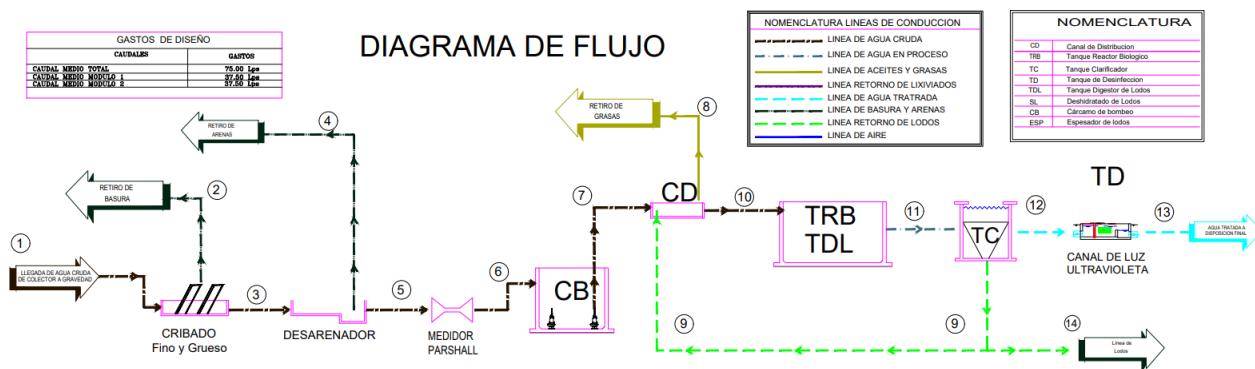 GASTOS DE DISEÑO
CAUDALES GASTOS
CAUDAL MEDIO TOTAL 75.00 Lps
CAUDAL MEDIO MODULO 1 37.50 Lps
CAUDAL MEDIO MODULO 2 37.50 Lps
DIAGRAMA DE FLUJO
NOMENCLATURA LINEAS DE CONDUCCION
LINEA DE AGUA CRUDA
LINEA DE AGUA EN PROCESO
LINEA DE ACEITES Y GRASAS
LINEA RETORNO DE LIXIVIADOS
LINEA DE AGUA TRATADA
LINEA DE BASURA Y ARENAS
LINEA RETORNO DE LODOS
LINEA DE AIRE
NOMENCLATURA
CD Canal de Distribucion
TRB Tanque Reactor Biologico
TC Tanque Clarificador
TD Tanque de Desinfeccion
TDL Tanque Digestor de Lodos
SL Deshidratado de Lodos
CB Cárcamo de bombeo
ESP Espesador de lodos
RETIRO DE
ARENAS
4
RETIRO DE
GRASAS
8
RETIRO DE
BASURA
2
1
LLEGADA DE AGUA CRUDA
DE COLECTOR A GRAVEDAD
CRIBADO
Fino y Grueso
3
DESARENADOR
5
MEDIDOR
PARSHALL
6
CB
7
CD
10
TRB
TDL
11
TC
12
TD
CANAL DE LUZ
ULTRAVIOLETA
13
AGUA TRATADA A
DISPOSICION FINAL
9
9
14
Linea de
Lodos